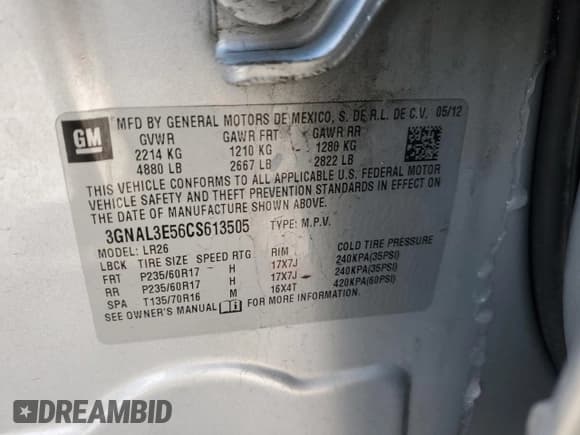 GM
MFD BY GENERAL MOTORS DE MEXICO, S. DE R.L. DE C.V. 05/12
GVWR GAWR FRT GAWR RR
2214 KG 1210 KG 1280 KG
4880 LB 2667 LB 2822 LB
THIS VEHICLE CONFORMS TO ALL APPLICABLE U.S. FEDERAL MOTOR
VEHICLE SAFETY AND THEFT PREVENTION STANDARDS IN EFFECT ON
THE DATE OF MANUFACTURE SHOWN ABOVE.
3GNAL3E56CS613505 TYPE: M.P.V.
MODEL: LR26
LBCK TIRE SIZE SPEED RTG RIM COLD TIRE PRESSURE
FRT P235/60R17 H 17X7J 240KPA(35PSI)
RR P235/60R17 H 17X7J 240KPA(35PSI)
SPA T135/70R16 M 16X4T 420KPA(60PSI)
SEE OWNER'S MANUAL FOR MORE INFORMATION.
DREAMBID